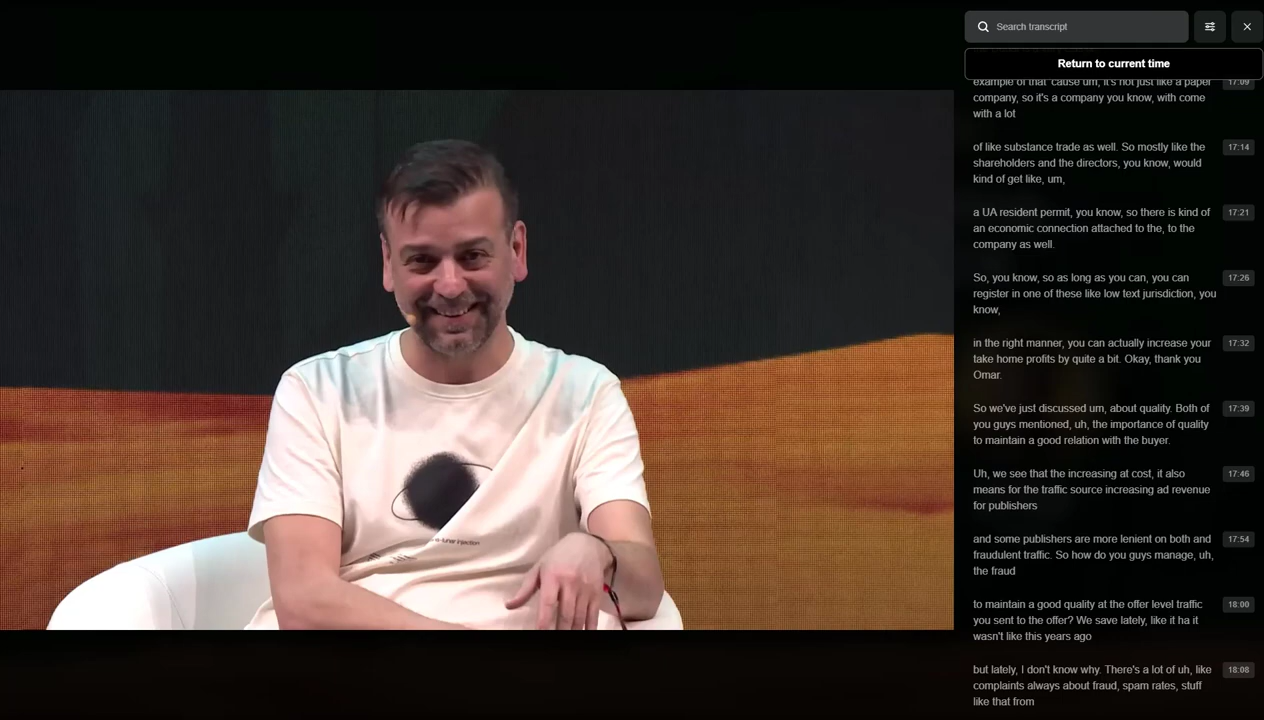 Search transcript
Return to current time
example of that 'cause um, it's not just like a paper
17:09
company, so it's a company you know, with come
with a lot
of like substance trade as well. So mostly like the
17:14
shareholders and the directors, you know, would
kind of get like, um,
a UA resident permit, you know, so there is kind of
17:21
an economic connection attached to the, to the
company as well.
So, you know, so as long as you can, you can
17:26
register in one of these like low text jurisdiction, you
know,
in the right manner, you can actually increase your
17:32
take home profits by quite a bit. Okay, thank you
Omar.
So we've just discussed um, about quality. Both of
17:39
you guys mentioned, uh, the importance of quality
to maintain a good relation with the buyer.
Uh, we see that the increasing at cost, it also
17:46
means for the traffic source increasing ad revenue
for publishers
and some publishers are more lenient on both and
17:54
fraudulent traffic. So how do you guys manage, uh,
the fraud
to maintain a good quality at the offer level traffic
18:00
you sent to the offer? We save lately, like it ha it
wasn't like this years ago
but lately, I don't know why. There's a lot of uh, like
18:08
complaints always about fraud, spam rates, stuff
like that from